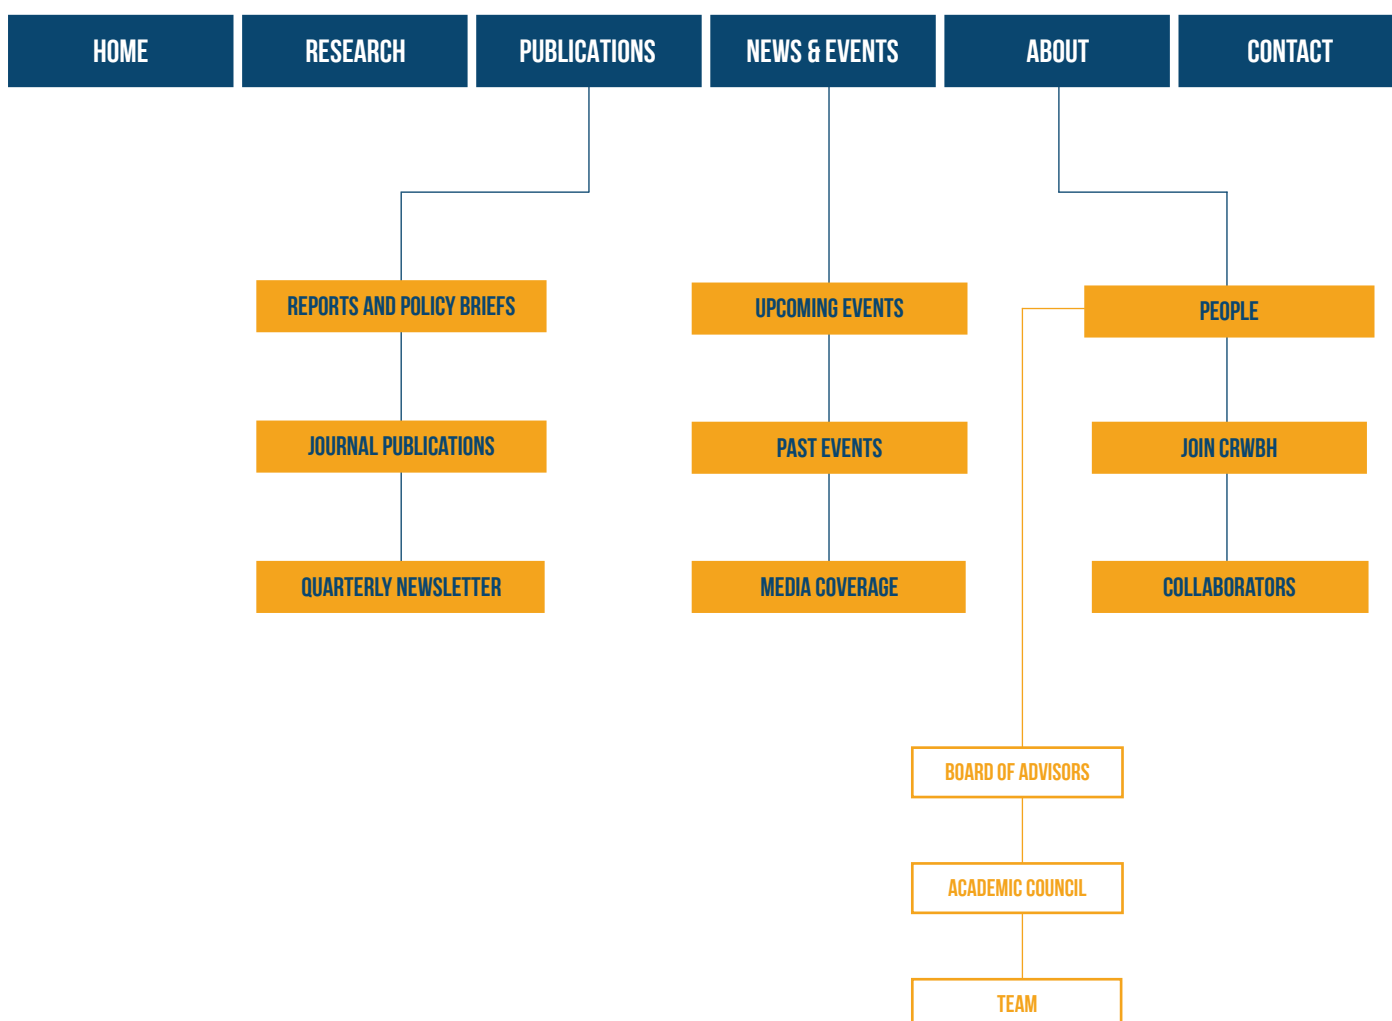 HOME
RESEARCH
PUBLICATIONS
NEWS & EVENTS
ABOUT
CONTACT
REPORTS AND POLICY BRIEFS
UPCOMING EVENTS
PEOPLE
JOURNAL PUBLICATIONS
PAST EVENTS
JOIN CRWBH
QUARTERLY NEWSLETTER
MEDIA COVERAGE
COLLABORATORS
BOARD OF ADVISORS
ACADEMIC COUNCIL
TEAM